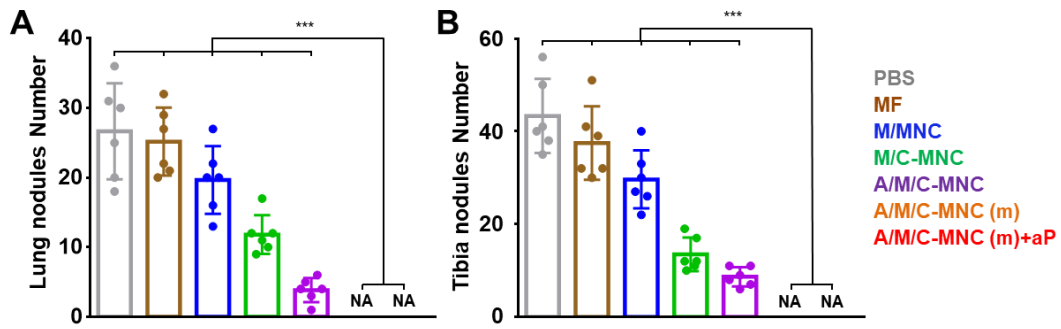 A
***
Lung nodules Number
40
30
20
10
0
NA NA
B
***
Tibia nodules Number
60
40
20
0
NA NA
PBS
MF
M/MNC
M/C-MNC
A/M/C-MNC
A/M/C-MNC (m)
A/M/C-MNC (m)+aP